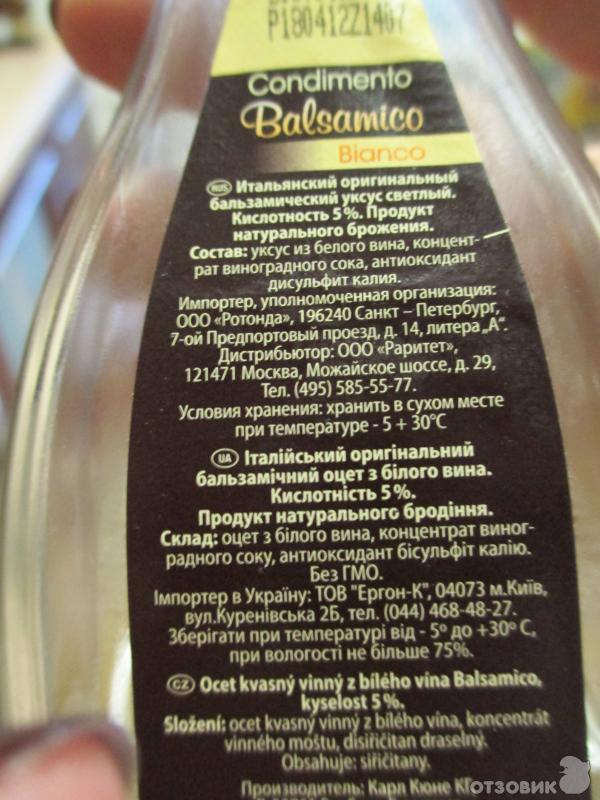 P180412Z1407
Condimento
Balsamico
Bianco
RUS Итальянский оригинальный
бальзамический уксус светлый.
Кислотность 5%. Продукт
натурального брожения.
Состав: уксус из белого вина, концент-
рат виноградного сока, антиоксидант
дисульфит калия.
Импортер, уполномоченная организация:
ООО «Ротонда», 196240 Санкт – Петербург,
7-ой Предпортовый проезд, д. 14, литера „А“.
Дистрибьютор: ООО «Раритет»,
121471 Москва, Можайское шоссе, д. 29,
Тел. (495) 585-55-77.
Условия хранения: хранить в сухом месте
при температуре - 5 + 30°C
UA Італійський оригінальний
бальзамічний оцет з білого вина.
Кислотність 5%.
Продукт натурального бродіння.
Склад: оцет з білого вина, концентрат виног-
радного соку, антиоксидант бісульфіт калію.
Без ГМО.
Імпортер в Україну: ТОВ "Ергон-К", 04073 м.Київ,
вул.Куренівська 2Б, тел. (044) 468-48-27.
Зберігати при температурі від - 5º до +30º С,
при вологості не більше 75%.
CZ Ocet kvasný vinný z bílého vína Balsamico,
kyselost 5%.
Složení: ocet kvasný vinný z bílého vína, koncentrát
vinného moštu, disiřičitan draselný.
Obsahuje: siřičitany.
Производитель: Карл Кюне КГ
ОТЗОВИК